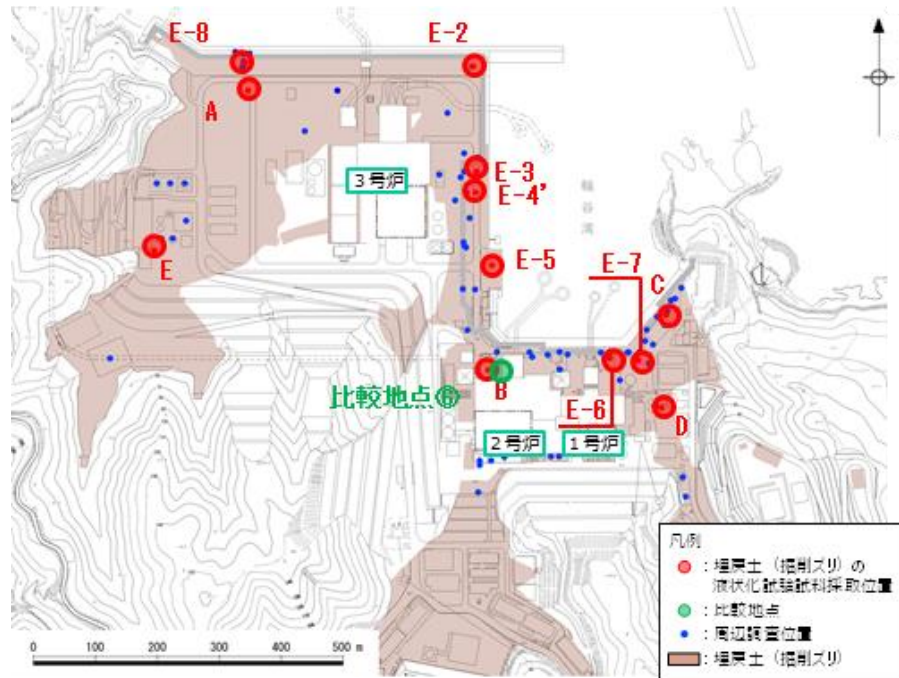 E-8
E-2
A
3号炉
E-3
E-4'
輪谷湾
E-5
E
E-7
C
B
比較地点⑥
E-6
D
2号炉
1号炉
凡例
：埋戻土（掘削ズリ）の
液状化試験試料採取位置
：比較地点
：周辺調査位置
：埋戻土（掘削ズリ）
0 100 200 300 400 500 m